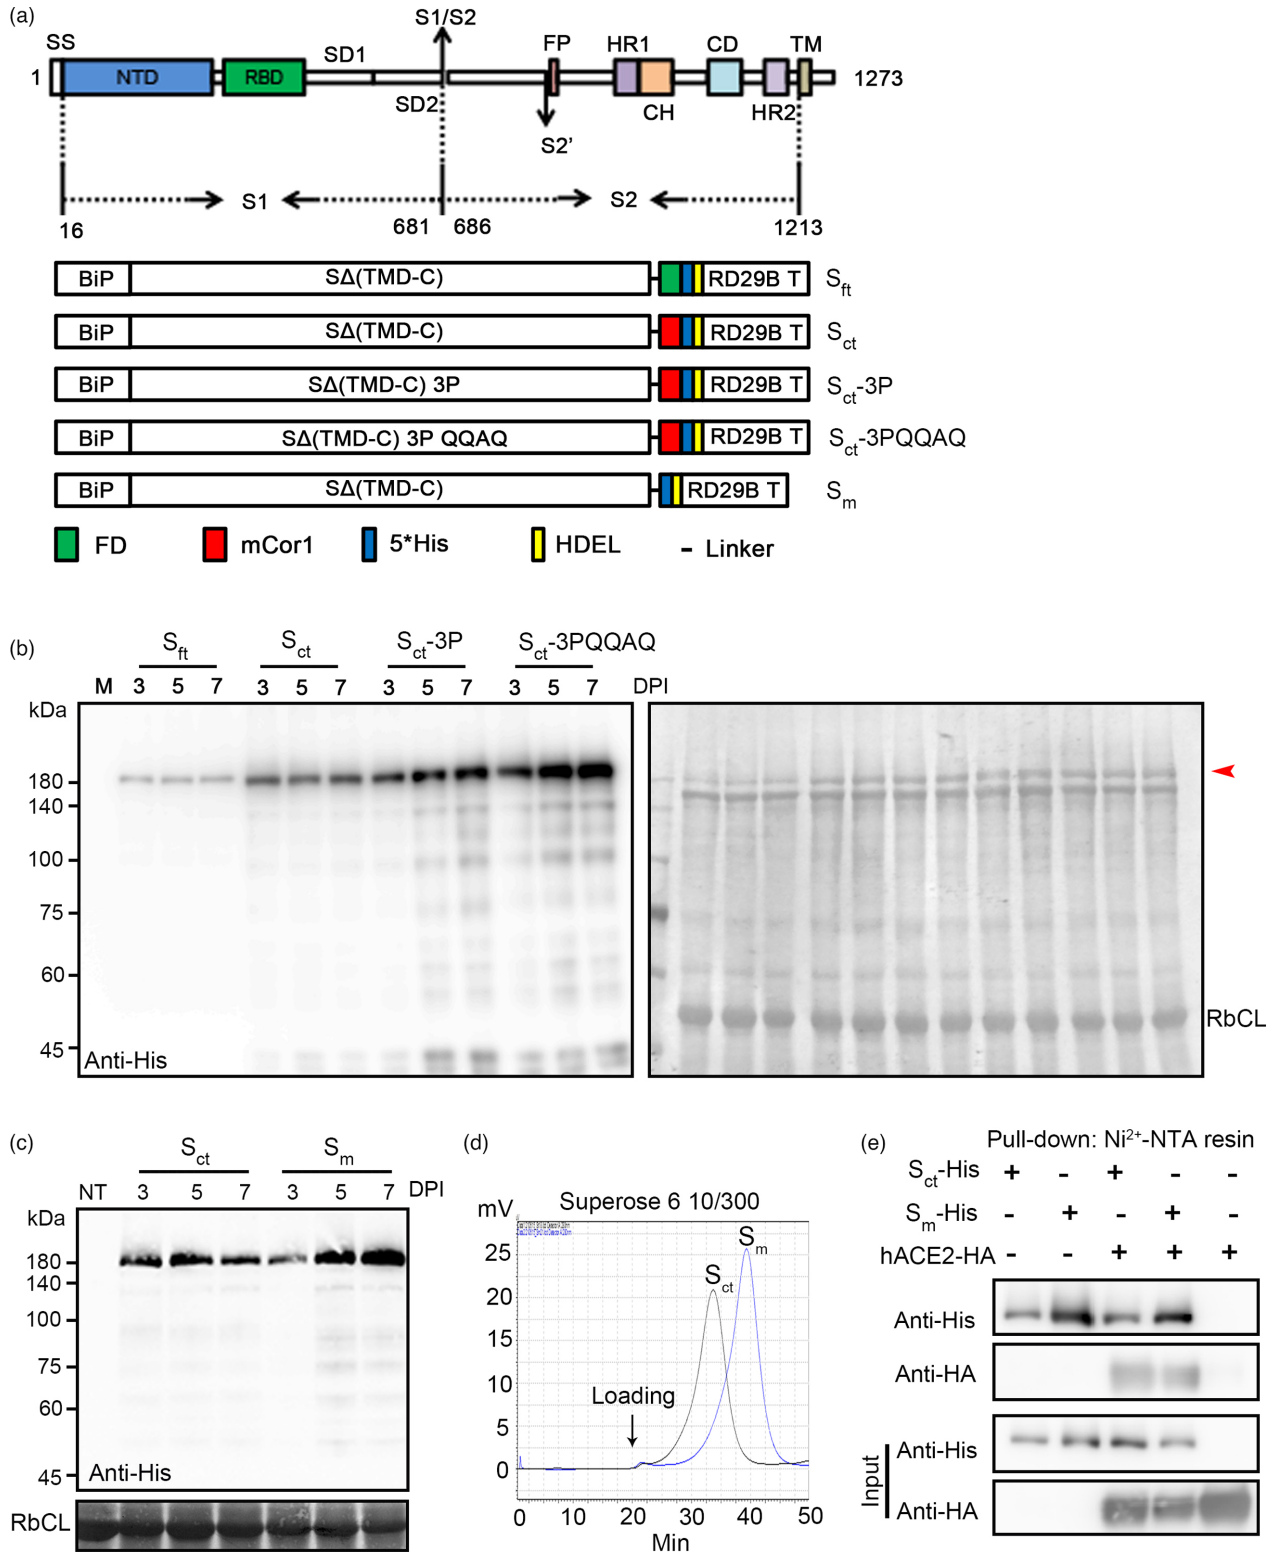 (a)
S1/S2
SS
SD1
FP
HR1
CD
TM
1
NTD
RBD
1273
SD2
CH
HR2
S2'
S1
S2
16
681
686
1213
BiP
SΔ(TMD-C)
RD29B T
Sft
BiP
SΔ(TMD-C)
RD29B T
Sct
BiP
SΔ(TMD-C) 3P
RD29B T
Sct-3P
BiP
SΔ(TMD-C) 3P QQAQ
RD29B T
Sct-3PQQAQ
BiP
SΔ(TMD-C)
RD29B T
Sm
FD
mCor1
5*His
HDEL
- Linker
(b)
Sft
Sct
Sct-3P
Sct-3PQQAQ
M 3 5 7 3 5 7 3 5 7 3 5 7 DPI
kDa
180
140
100
75
60
45
Anti-His
RbCL
(c)
Sct
Sm
NT 3 5 7 3 5 7 DPI
kDa
180
140
100
75
60
45
Anti-His
RbCL
(d)
mV
Superose 6 10/300
Sm
Sct
25
20
15
10
5
0
Loading
0 10 20 30 40 50
Min
(e)
Pull-down: Ni2+-NTA resin
Sct-His + - + - -
Sm-His - + - + -
hACE2-HA - - + + +
Anti-His
Anti-HA
Input
Anti-His
Anti-HA